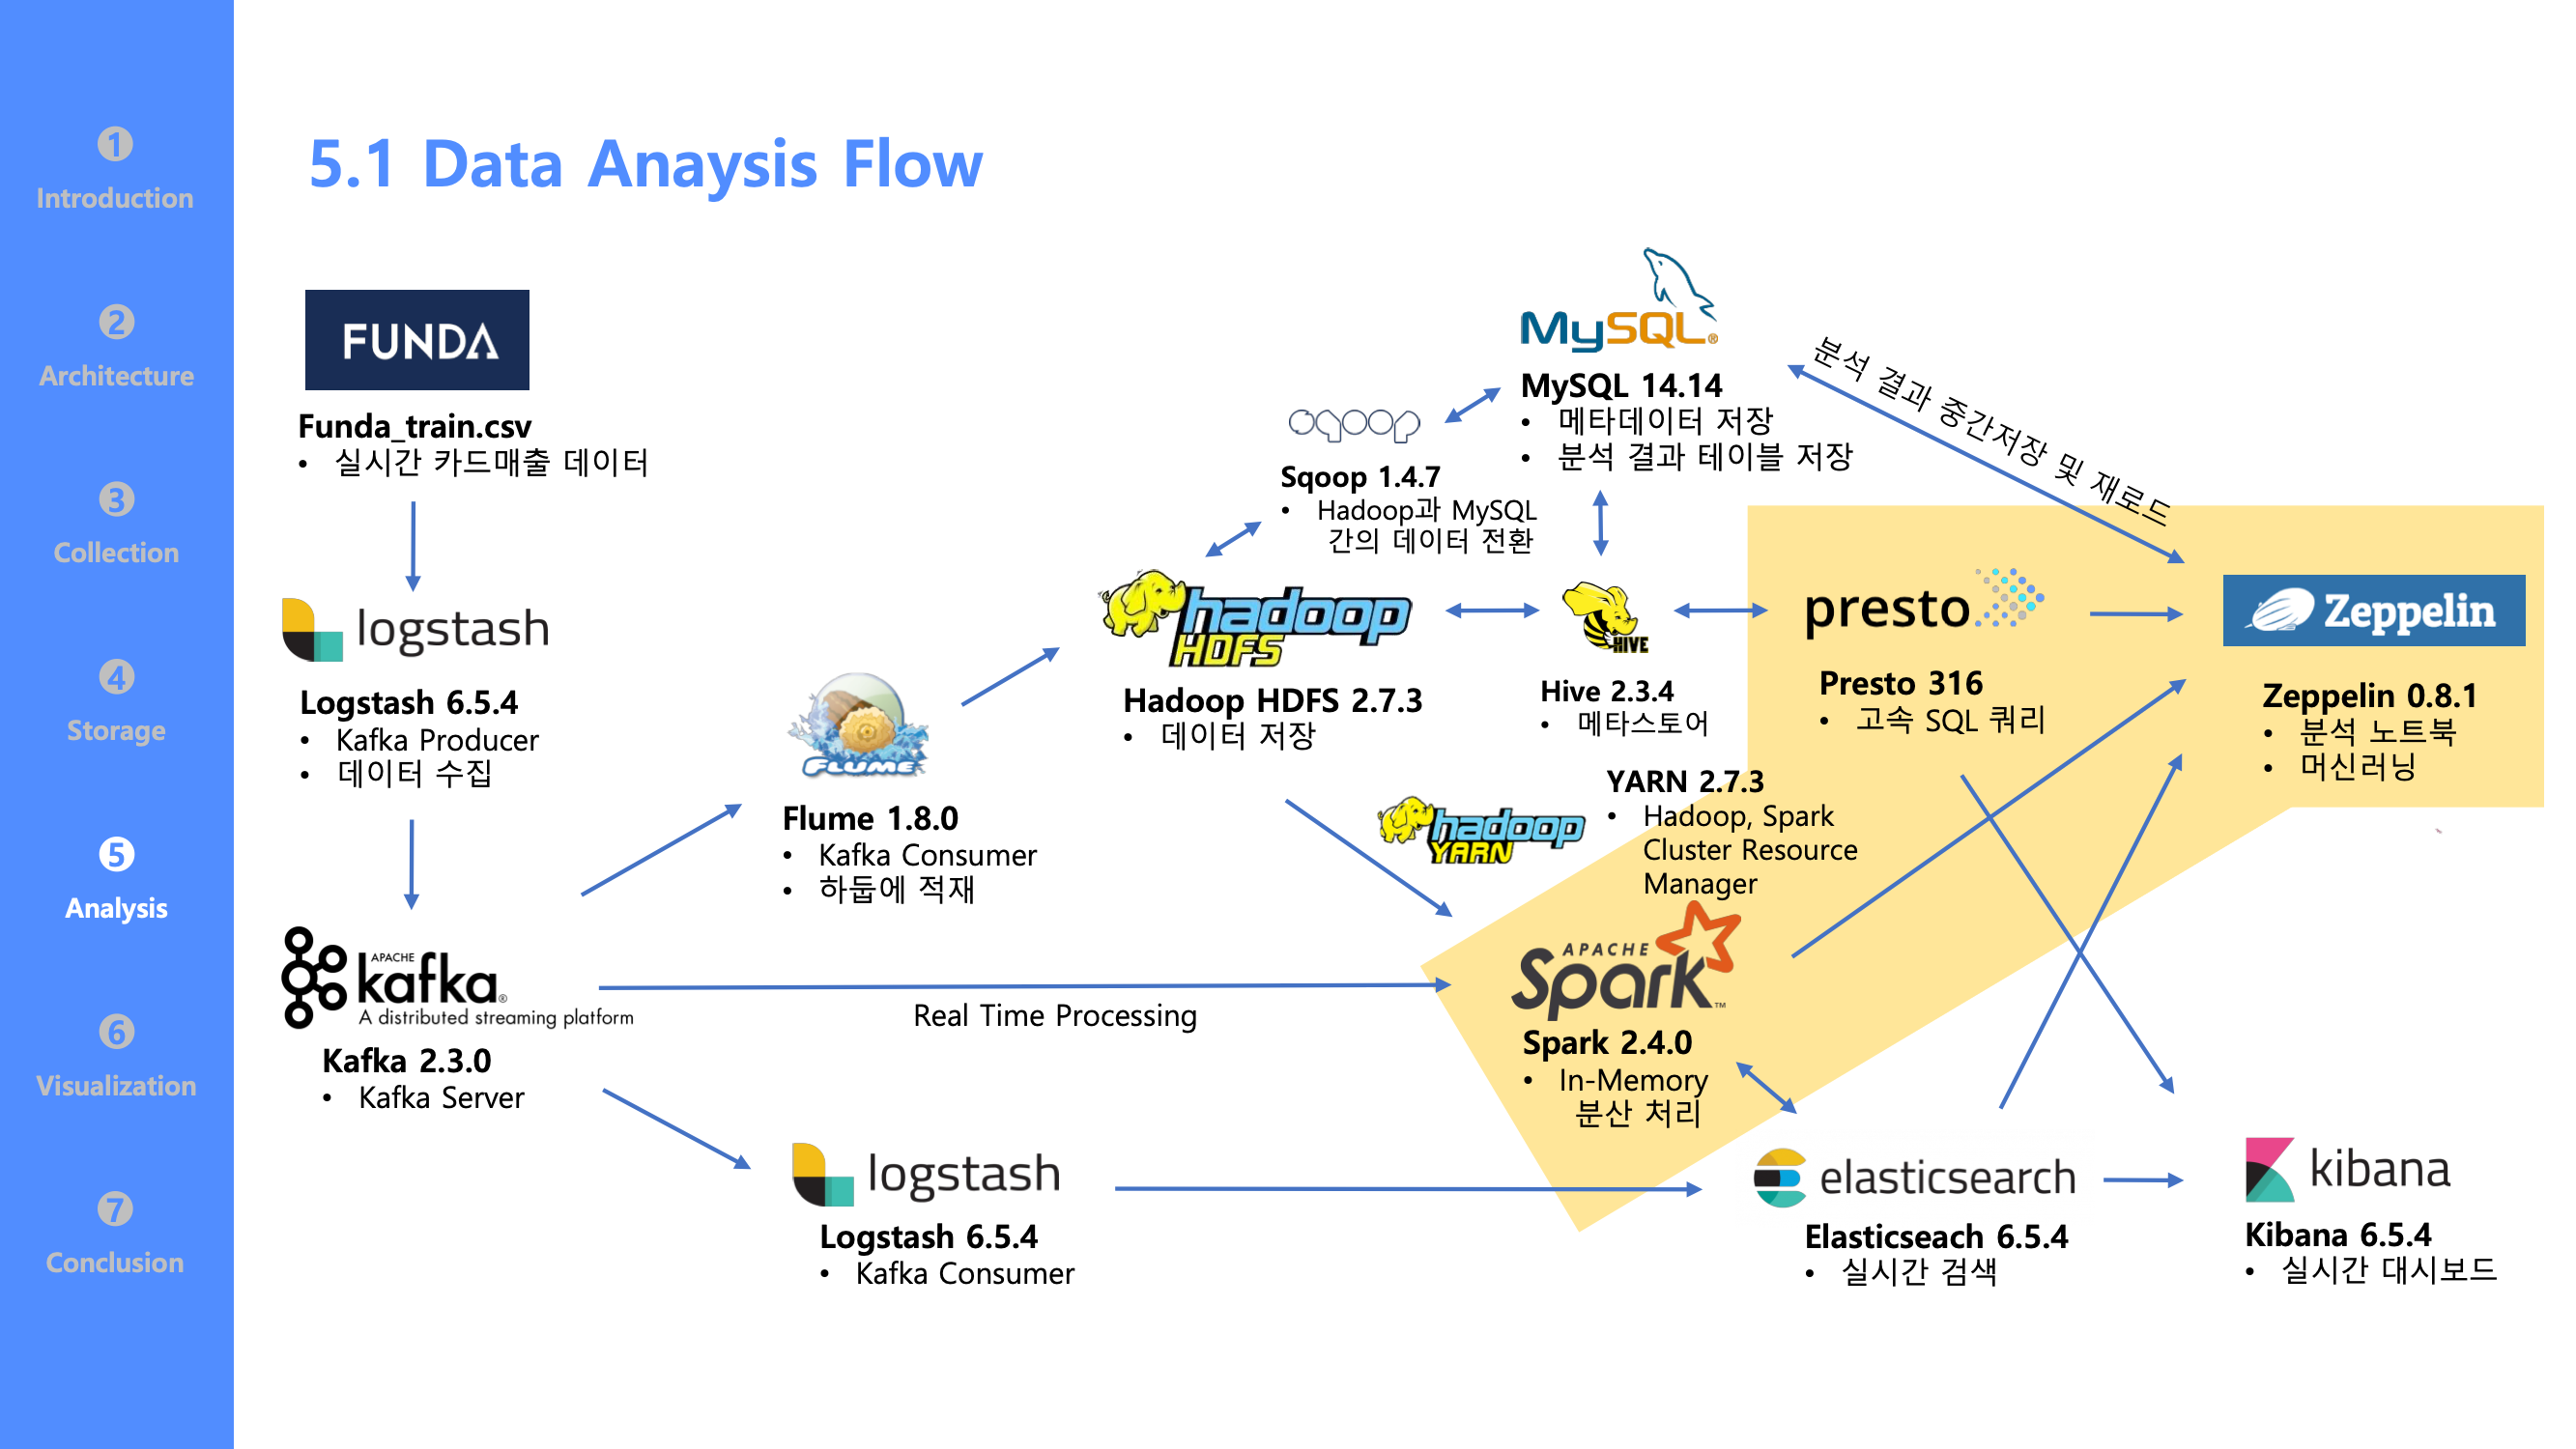 1
Introduction
2
Architecture
3
Collection
4
Storage
5
Analysis
6
Visualization
7
Conclusion
5.1 Data Anaysis Flow
FUNDA
Funda_train.csv
• 실시간 카드매출 데이터
logstash
Logstash 6.5.4
• Kafka Producer
• 데이터 수집
APACHE
kafka®
A distributed streaming platform
Kafka 2.3.0
• Kafka Server
FLUME
Flume 1.8.0
• Kafka Consumer
• 하둡에 적재
Real Time Processing
logstash
Logstash 6.5.4
• Kafka Consumer
sqoop
Sqoop 1.4.7
• Hadoop과 MySQL
간의 데이터 전환
MySQL®
MySQL 14.14
• 메타데이터 저장
• 분석 결과 테이블 저장
분석 결과 중간저장 및 재로드
hadoop
HDFS
Hadoop HDFS 2.7.3
• 데이터 저장
HIVE
Hive 2.3.4
• 메타스토어
presto
Presto 316
• 고속 SQL 쿼리
Zeppelin
Zeppelin 0.8.1
• 분석 노트북
• 머신러닝
hadoop
YARN
YARN 2.7.3
• Hadoop, Spark
Cluster Resource
Manager
APACHE
Spark™
Spark 2.4.0
• In-Memory
분산 처리
elasticsearch
Elasticseach 6.5.4
• 실시간 검색
kibana
Kibana 6.5.4
• 실시간 대시보드